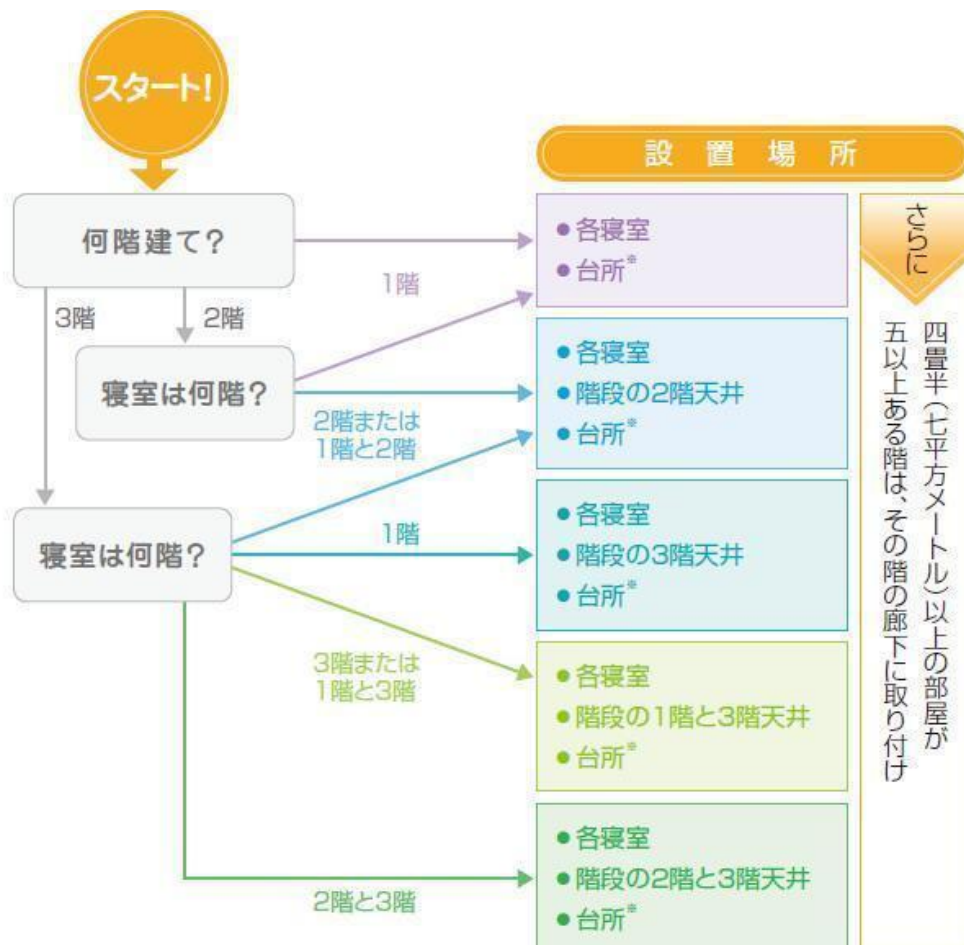 スタート!
設置場所
何階建て?
1階
3階
2階
寝室は何階?
2階または
1階と2階
寝室は何階?
1階
3階または
1階と3階
2階と3階
●各寝室
●台所※
●各寝室
●階段の2階天井
●台所※
●各寝室
●階段の3階天井
●台所※
●各寝室
●階段の1階と3階天井
●台所※
●各寝室
●階段の2階と3階天井
●台所※
さらに
四畳半(七平方メートル)以上の部屋が
五以上ある階は、その階の廊下に取り付け